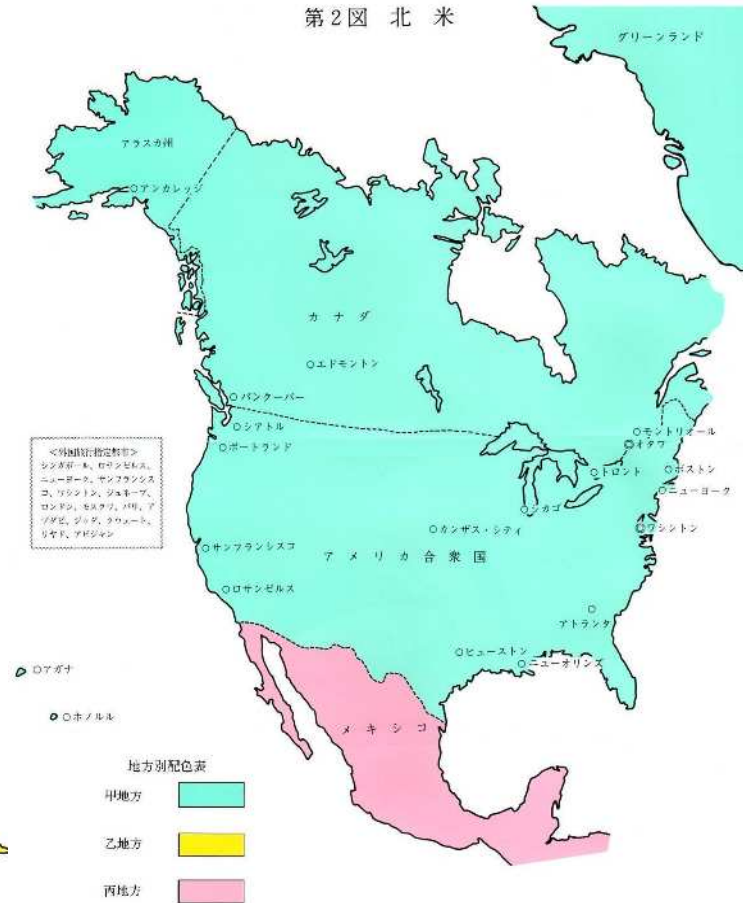 第2図 北米
グリーンランド
アラスカ州
アンカレッジ
カナダ
エドモントン
バンクーバー
シアトル
ポートランド
モントリオール
オタワ
トロント
ボストン
ニューヨーク
シカゴ
ワシントン
カンザス・シティ
サンフランシスコ
アメリカ合衆国
ロサンゼルス
アトランタ
ヒューストン
ニューオリンズ
<外国旅行指定都市>
シンガポール、ロサンゼルス、
ニューヨーク、サンフランシス
コ、ワシントン、ジュネーブ、
ロンドン、モスクワ、パリ、ア
ブダビ、ジッダ、クウェート、
リヤド、アビジャン
アガナ
ホノルル
メキシコ
地方別配色表
甲地方
乙地方
丙地方